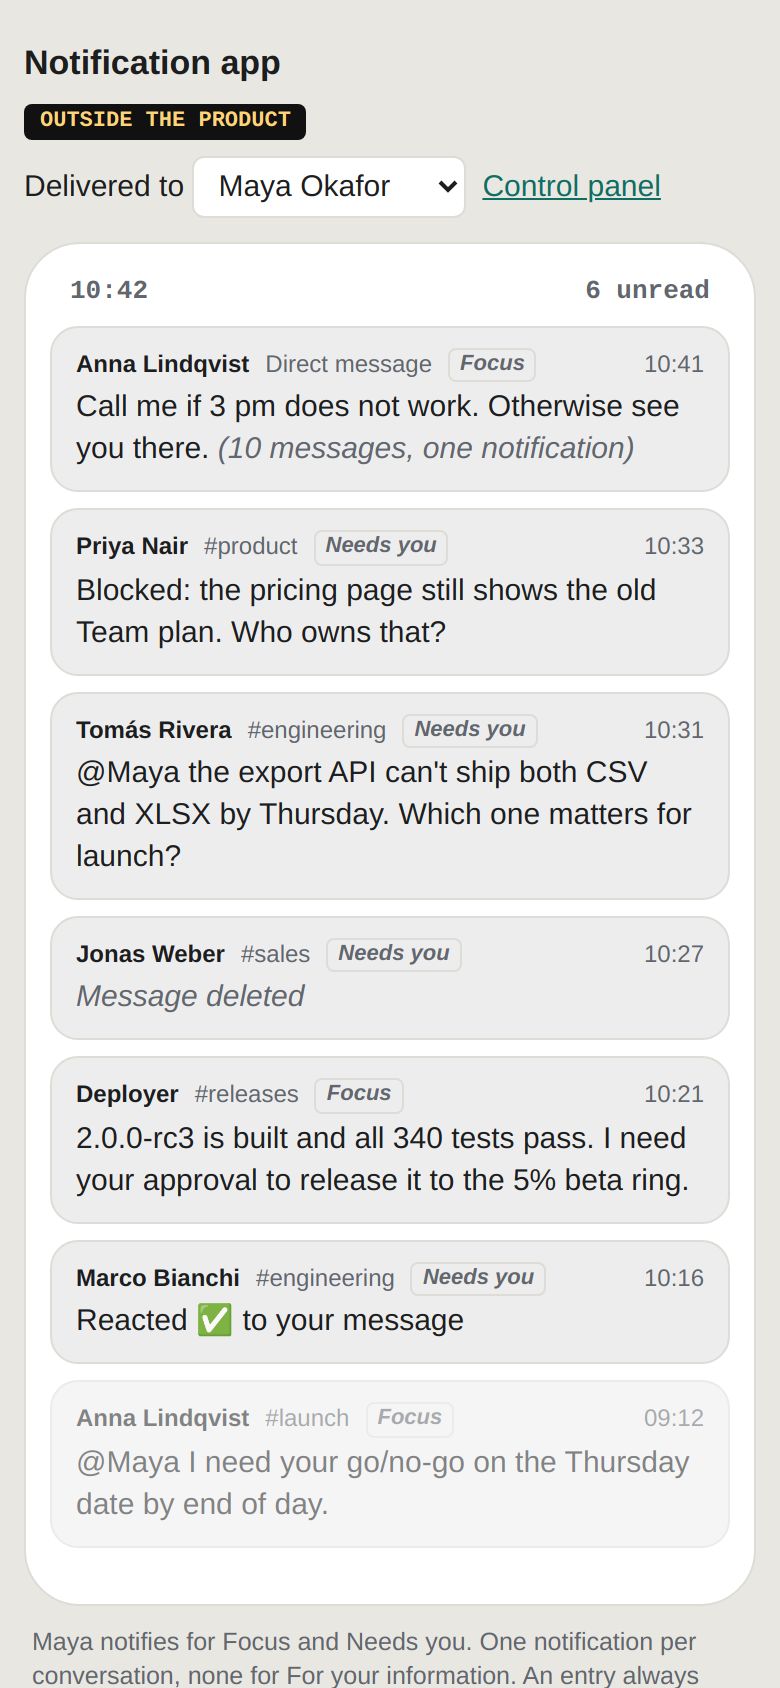 Notification app
OUTSIDE THE PRODUCT
Delivered to Maya Okafor Control panel
10:42 6 unread
Anna Lindqvist Direct message Focus 10:41
Call me if 3 pm does not work. Otherwise see
you there. (10 messages, one notification)
Priya Nair #product Needs you 10:33
Blocked: the pricing page still shows the old
Team plan. Who owns that?
Tomás Rivera #engineering Needs you 10:31
@Maya the export API can't ship both CSV
and XLSX by Thursday. Which one matters for
launch?
Jonas Weber #sales Needs you 10:27
Message deleted
Deployer #releases Focus 10:21
2.0.0-rc3 is built and all 340 tests pass. I need
your approval to release it to the 5% beta ring.
Marco Bianchi #engineering Needs you 10:16
Reacted ✅ to your message
Anna Lindqvist #launch Focus 09:12
@Maya I need your go/no-go on the Thursday
date by end of day.
Maya notifies for Focus and Needs you. One notification per
conversation, none for For your information. An entry always